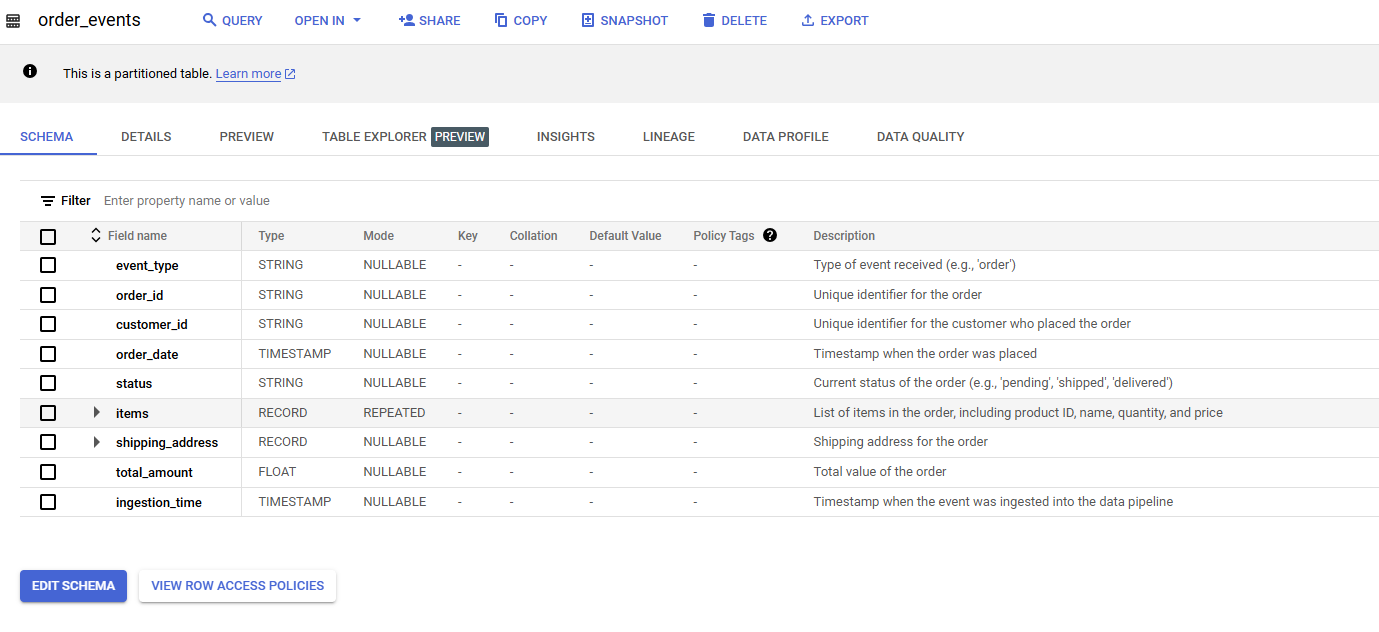 order_events QUERY OPEN IN SHARE COPY SNAPSHOT DELETE EXPORT
This is a partitioned table. Learn more
SCHEMA DETAILS PREVIEW TABLE EXPLORER PREVIEW INSIGHTS LINEAGE DATA PROFILE DATA QUALITY
Filter Enter property name or value
Field name Type Mode Key Collation Default Value Policy Tags ? Description
event_type STRING NULLABLE - - - - Type of event received (e.g., 'order')
order_id STRING NULLABLE - - - - Unique identifier for the order
customer_id STRING NULLABLE - - - - Unique identifier for the customer who placed the order
order_date TIMESTAMP NULLABLE - - - - Timestamp when the order was placed
status STRING NULLABLE - - - - Current status of the order (e.g., 'pending', 'shipped', 'delivered')
items RECORD REPEATED - - - - List of items in the order, including product ID, name, quantity, and price
shipping_address RECORD NULLABLE - - - - Shipping address for the order
total_amount FLOAT NULLABLE - - - - Total value of the order
ingestion_time TIMESTAMP NULLABLE - - - - Timestamp when the event was ingested into the data pipeline
EDIT SCHEMA VIEW ROW ACCESS POLICIES